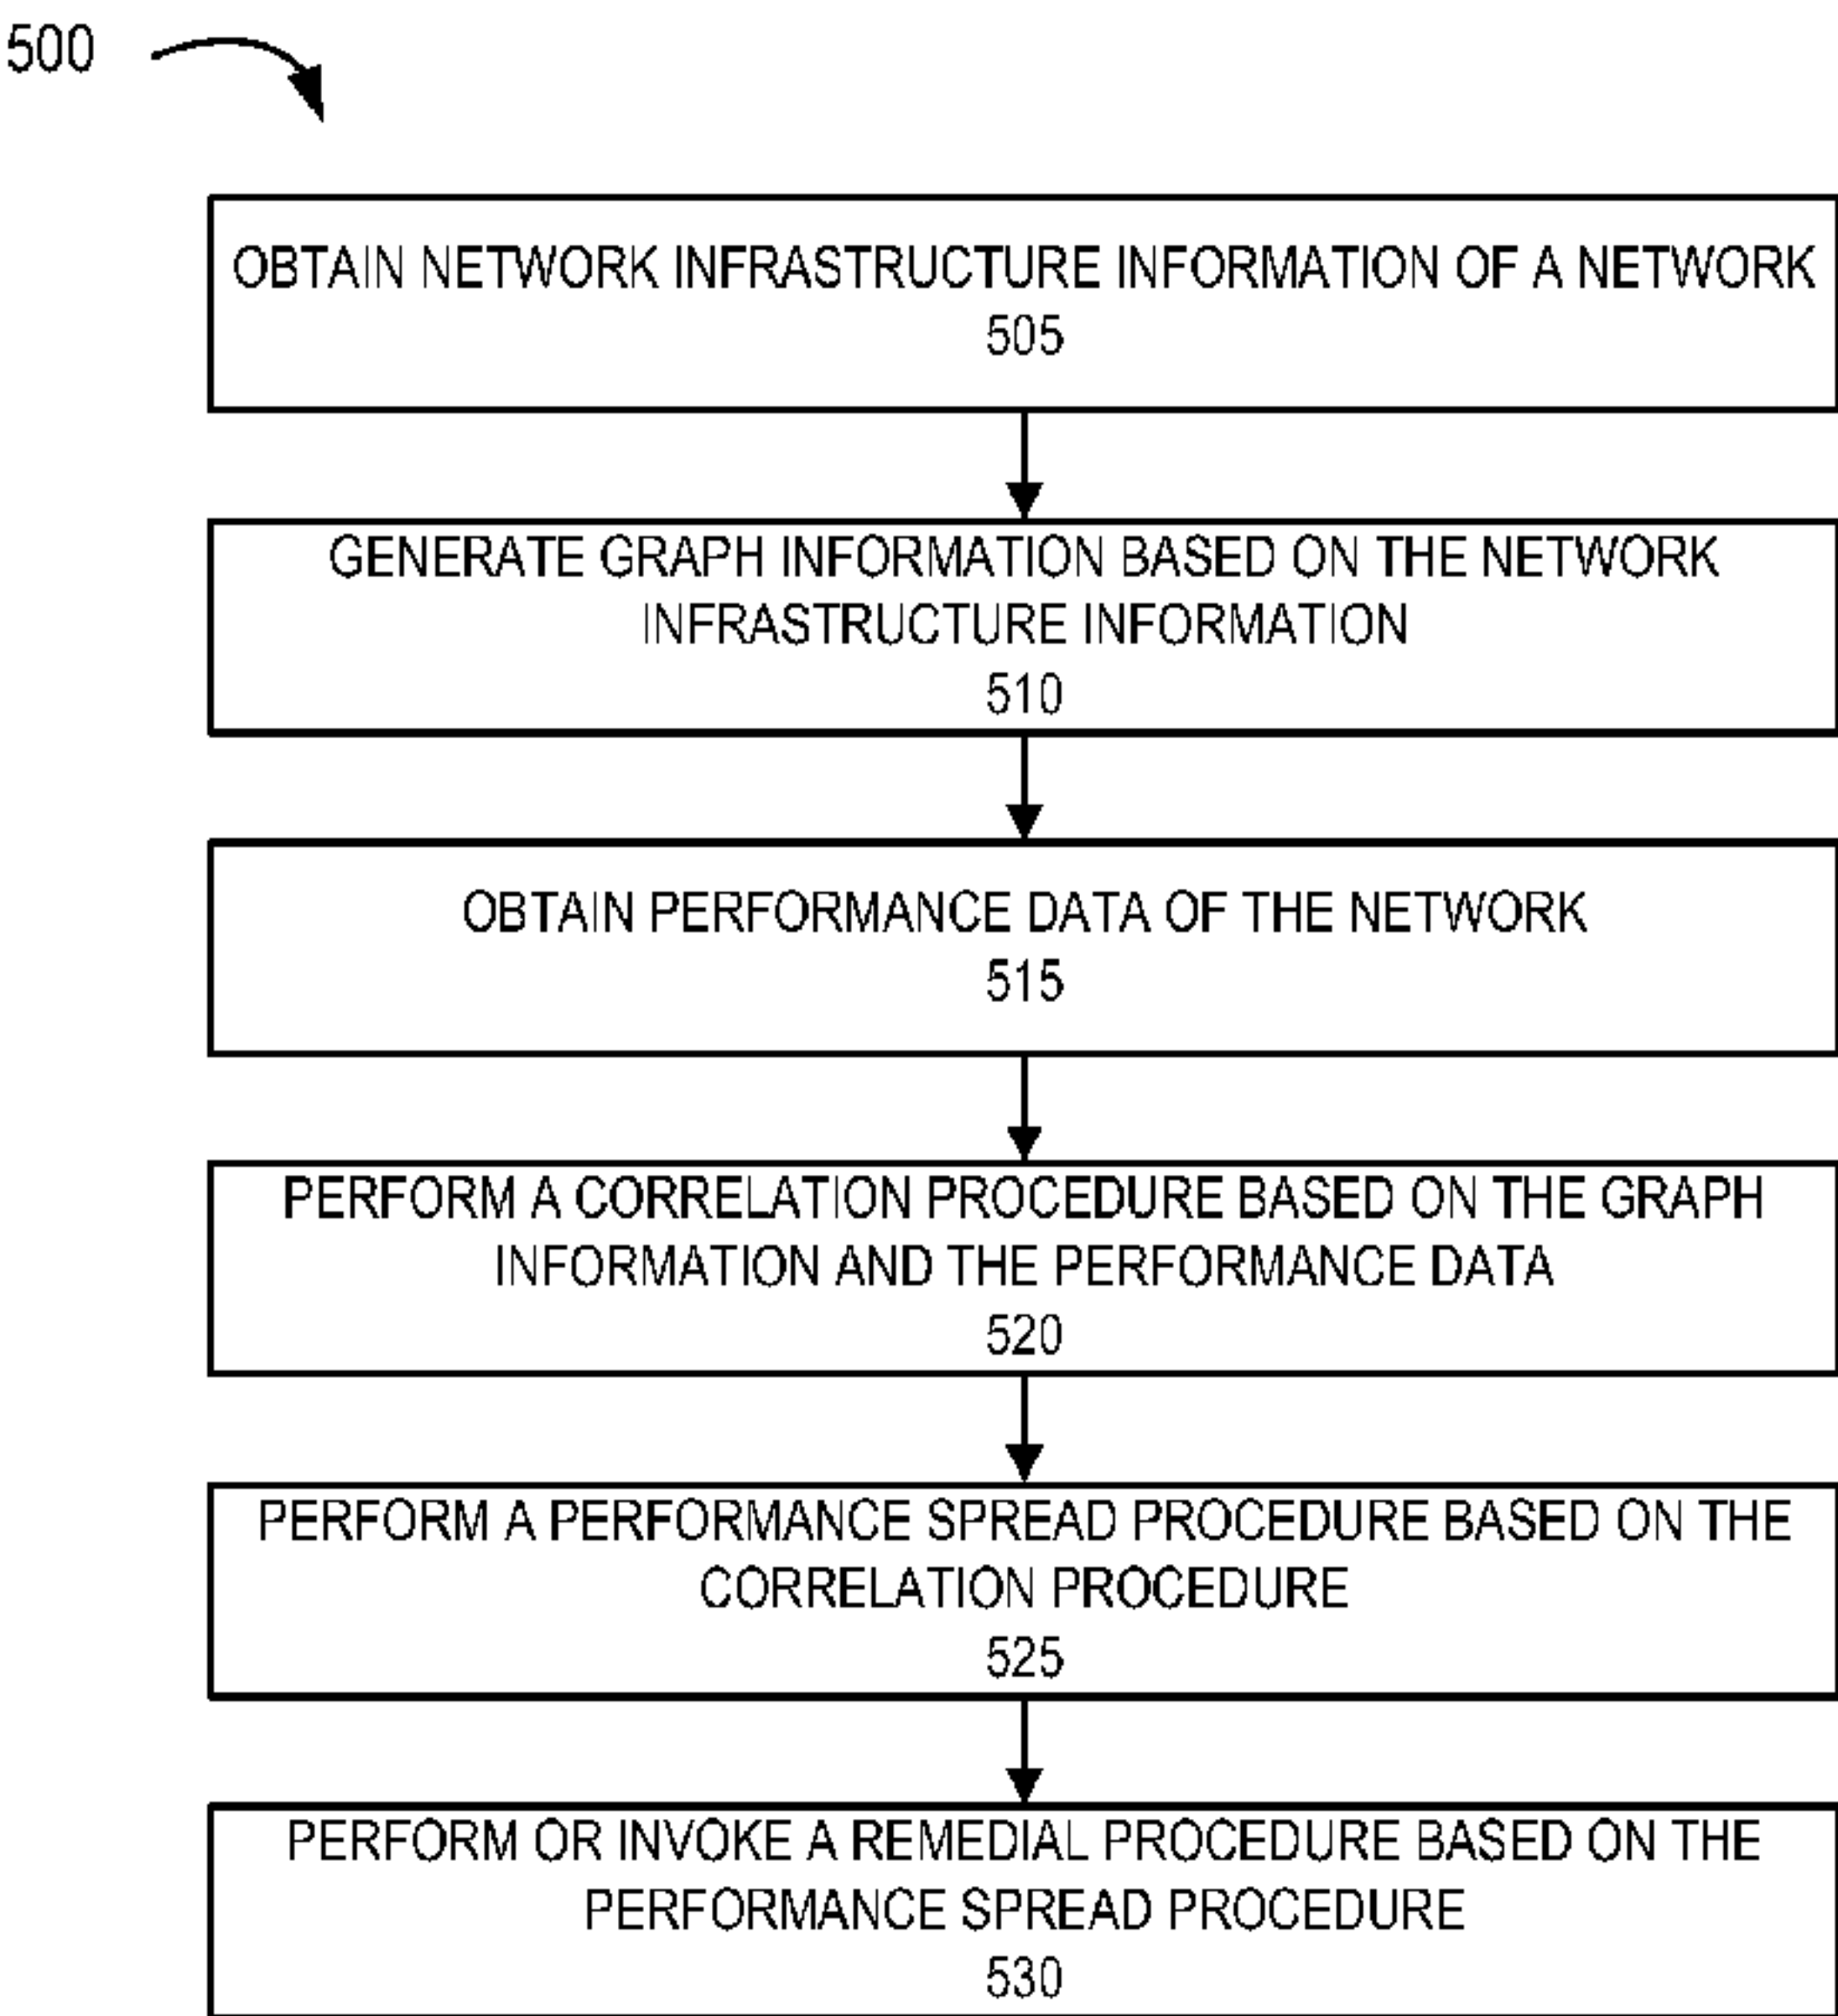 500
OBTAIN NETWORK INFRASTRUCTURE INFORMATION OF A NETWORK
505
GENERATE GRAPH INFORMATION BASED ON THE NETWORK
INFRASTRUCTURE INFORMATION
510
OBTAIN PERFORMANCE DATA OF THE NETWORK
515
PERFORM A CORRELATION PROCEDURE BASED ON THE GRAPH
INFORMATION AND THE PERFORMANCE DATA
520
PERFORM A PERFORMANCE SPREAD PROCEDURE BASED ON THE
CORRELATION PROCEDURE
525
PERFORM OR INVOKE A REMEDIAL PROCEDURE BASED ON THE
PERFORMANCE SPREAD PROCEDURE
530